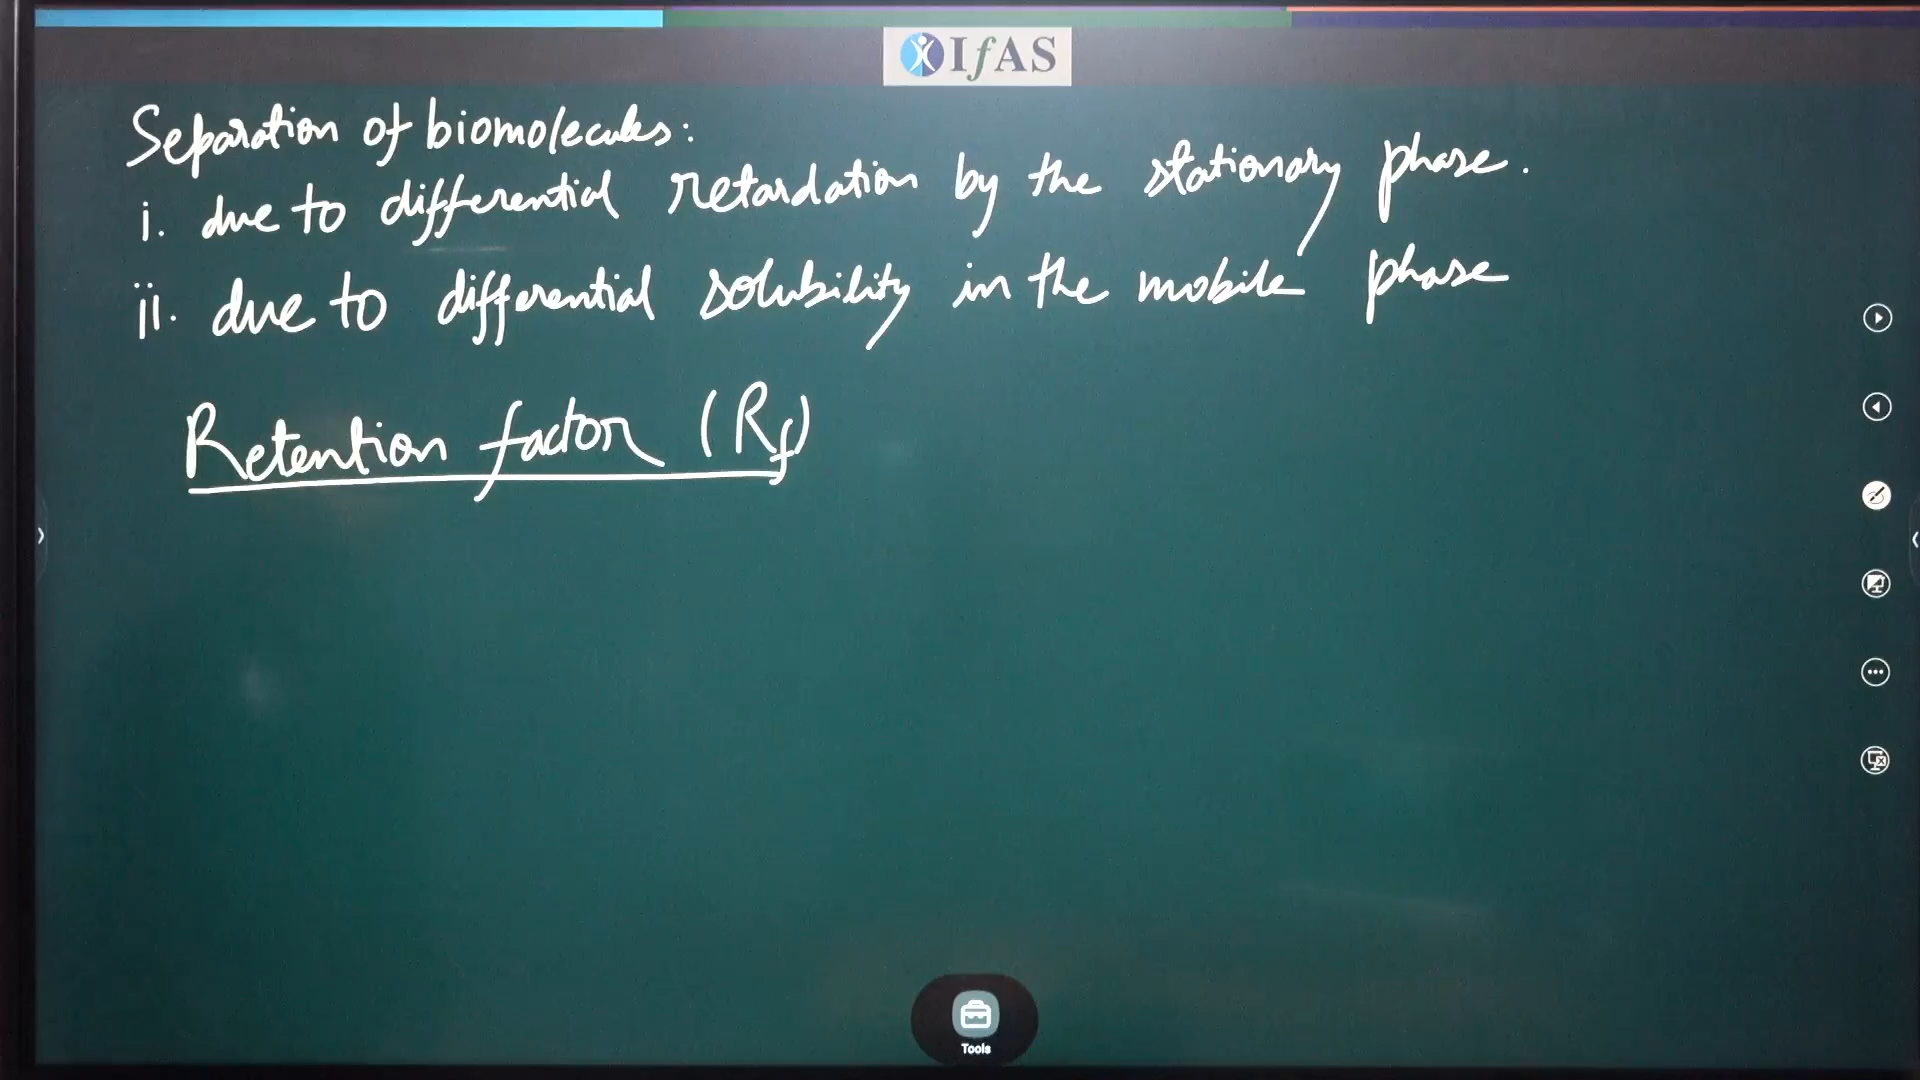 IfAS
Separation of biomolecules:
i. due to differential retardation by the stationary phase.
ii. due to differential solubility in the mobile phase
Retention factor (Rf)
Tools